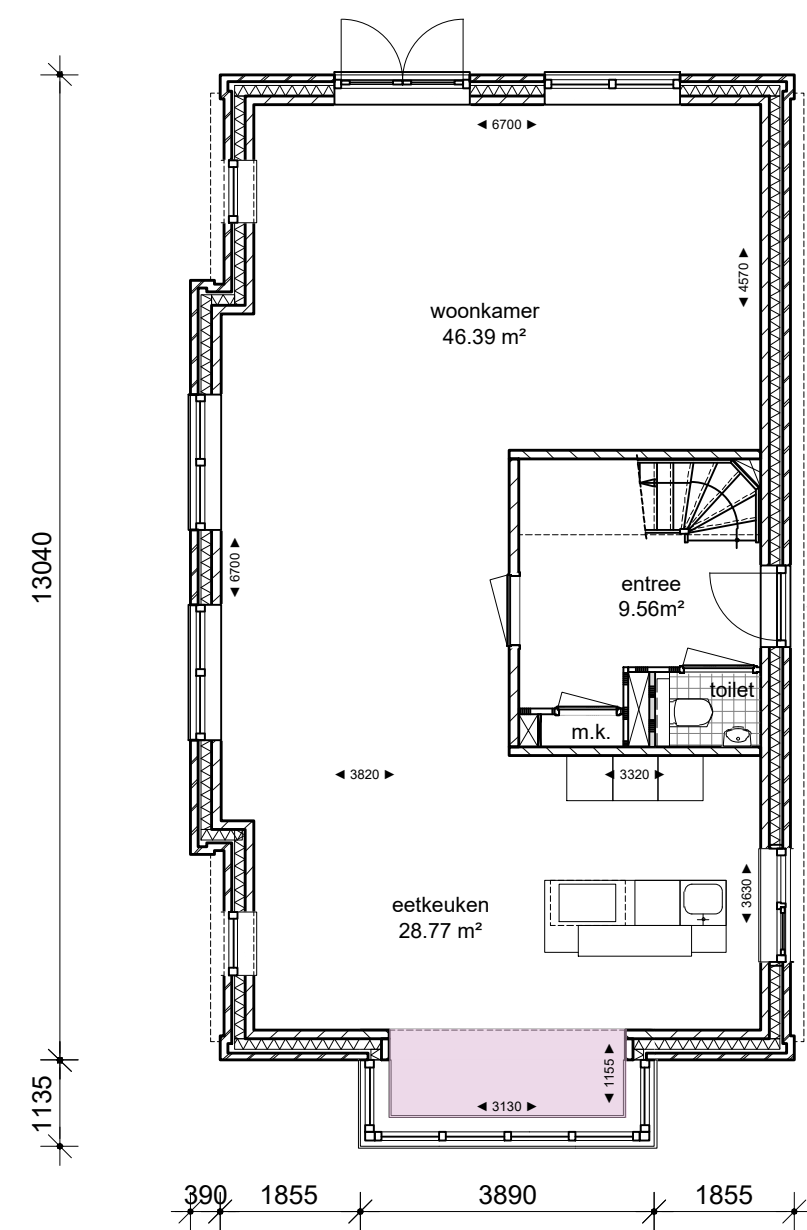 ◄ 6700 ►
◄ 4570 ►
woonkamer
46.39 m²
13040
◄ 6700 ►
entree
9.56m²
toilet
m.k.
◄ 3820 ►
◄ 3320 ►
◄ 3630 ►
eetkeuken
28.77 m²
◄ 1155 ►
◄ 3130 ►
1135
390 1855 3890 1855